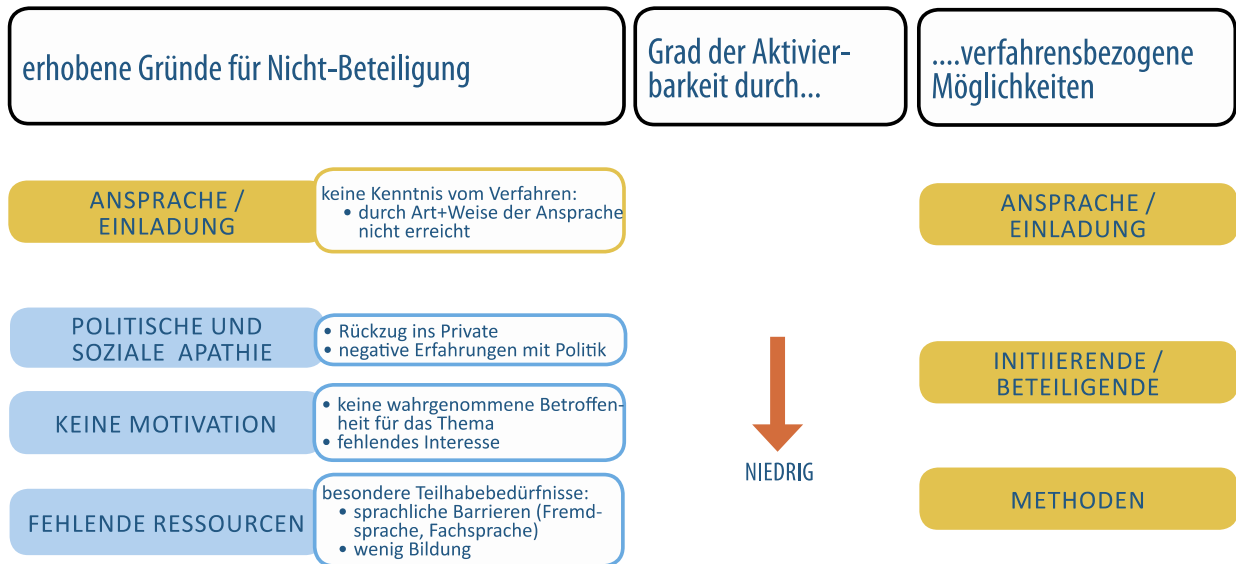 erhobene Gründe für Nicht-Beteiligung
Grad der Aktivier-
barkeit durch...
....verfahrensbezogene
Möglichkeiten
ANSPRACHE /
EINLADUNG
keine Kenntnis vom Verfahren:
• durch Art+Weise der Ansprache
nicht erreicht
ANSPRACHE /
EINLADUNG
POLITISCHE UND
SOZIALE APATHIE
• Rückzug ins Private
• negative Erfahrungen mit Politik
INITIIERENDE /
BETEILIGENDE
KEINE MOTIVATION
• keine wahrgenommene Betroffen-
heit für das Thema
• fehlendes Interesse
NIEDRIG
FEHLENDE RESSOURCEN
besondere Teilhabebedürfnisse:
• sprachliche Barrieren (Fremd-
sprache, Fachsprache)
• wenig Bildung
METHODEN